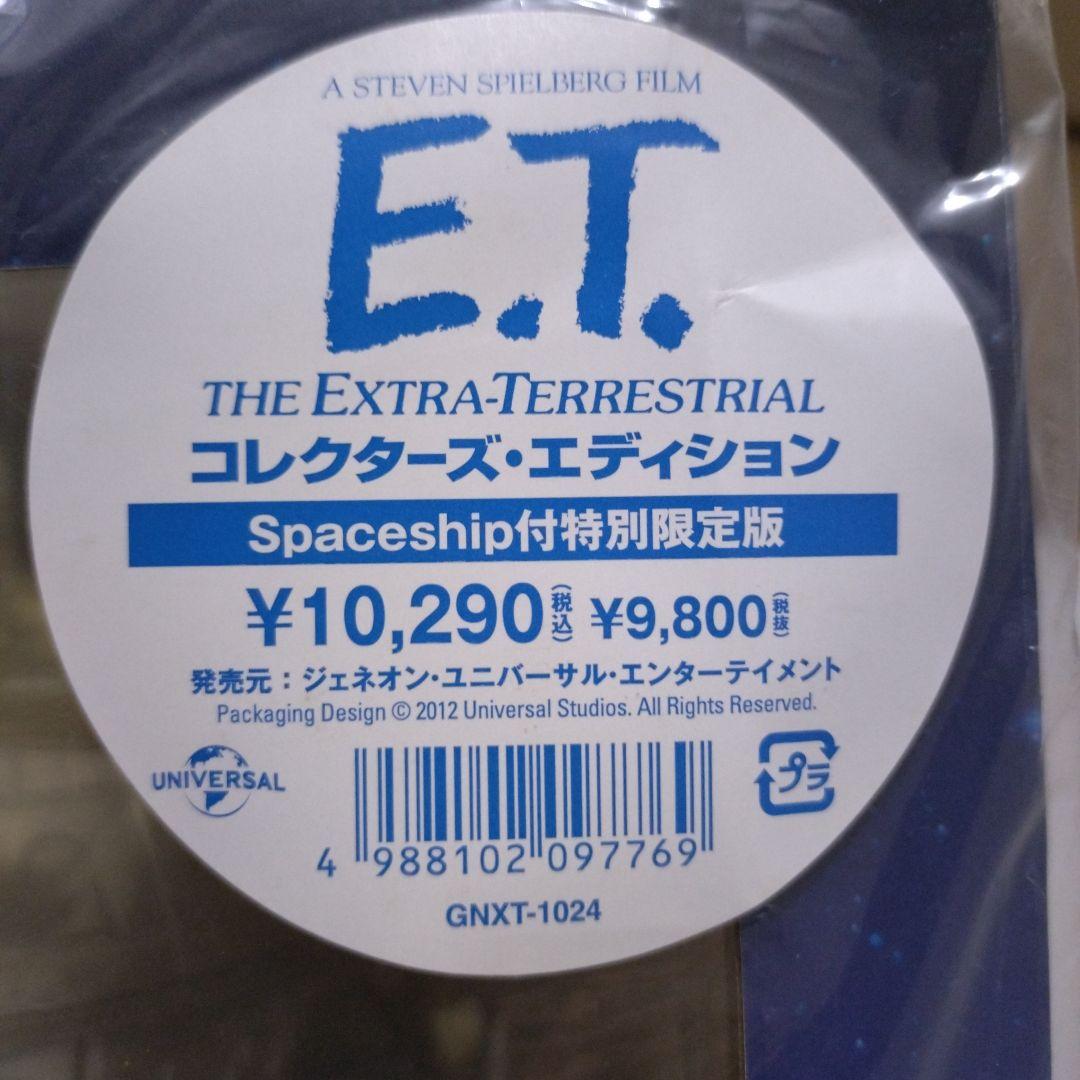 A STEVEN SPIELBERG FILM
E.T.
THE EXTRA-TERRESTRIAL
コレクターズ・エディション
Spaceship付特別限定版
¥10,290(税込) ¥9,800(税抜)
発売元：ジェネオン・ユニバーサル・エンターテイメント
Packaging Design © 2012 Universal Studios. All Rights Reserved.
UNIVERSAL
プラ
4 988102 097769
GNXT-1024